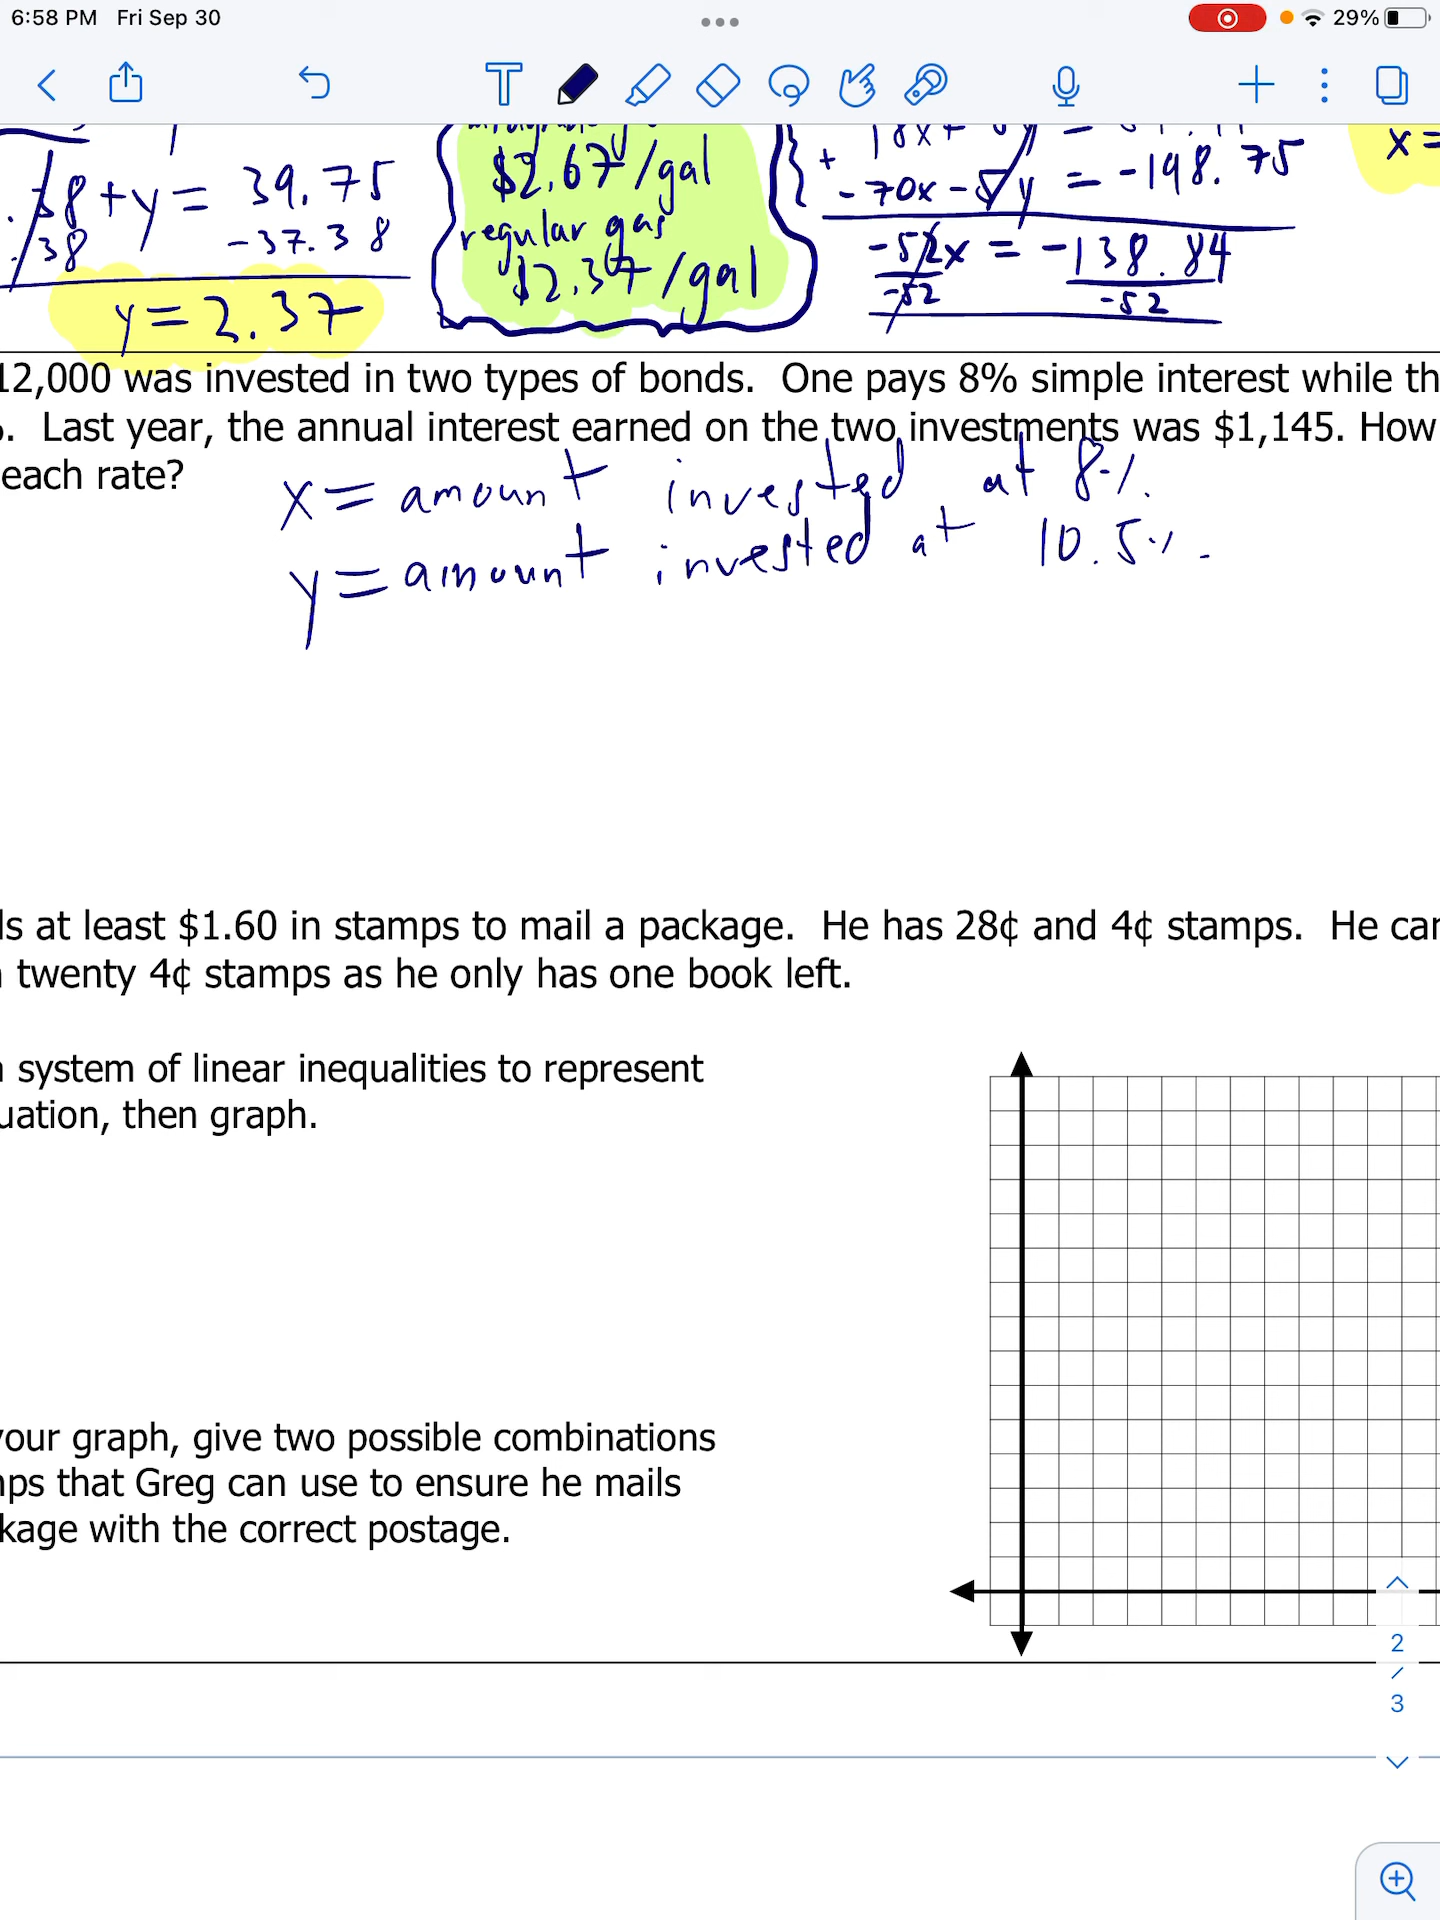 6:58 PM Fri Sep 30
29%
8+y = 39.75
38 -37.38
y = 2.37
$2.67/gal
regular gas
$2.37/gal
+ -70x - 5y = -198.75
-52x = -138.84
-52 -52
x =
12,000 was invested in two types of bonds. One pays 8% simple interest while th
. Last year, the annual interest earned on the two investments was $1,145. How
each rate?
x = amount invested at 8%.
y = amount invested at 10.5%.
ls at least $1.60 in stamps to mail a package. He has 28¢ and 4¢ stamps. He can
twenty 4¢ stamps as he only has one book left.
system of linear inequalities to represent
uation, then graph.
your graph, give two possible combinations
mps that Greg can use to ensure he mails
kage with the correct postage.
2
/
3